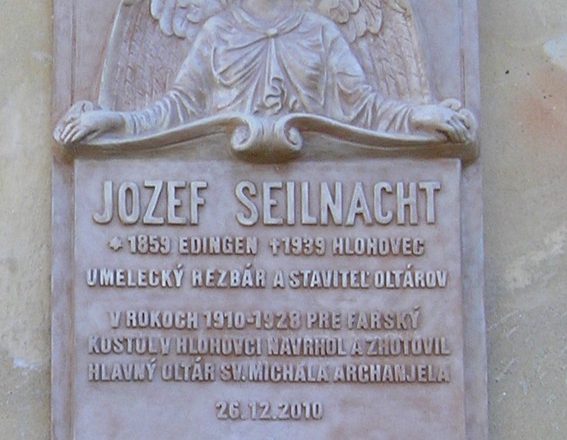 JOZEF SEILNACHT
* 1859 EDINGEN †1939 HLOHOVEC
UMELECKÝ REZBÁR A STAVITEĽ OLTÁROV
V ROKOCH 1910-1928 PRE FARSKÝ
KOSTOL V HLOHOVCI NAVRHOL A ZHOTOVIL
HLAVNÝ OLTÁR SV. MICHALA ARCHANJELA
26.12.2010